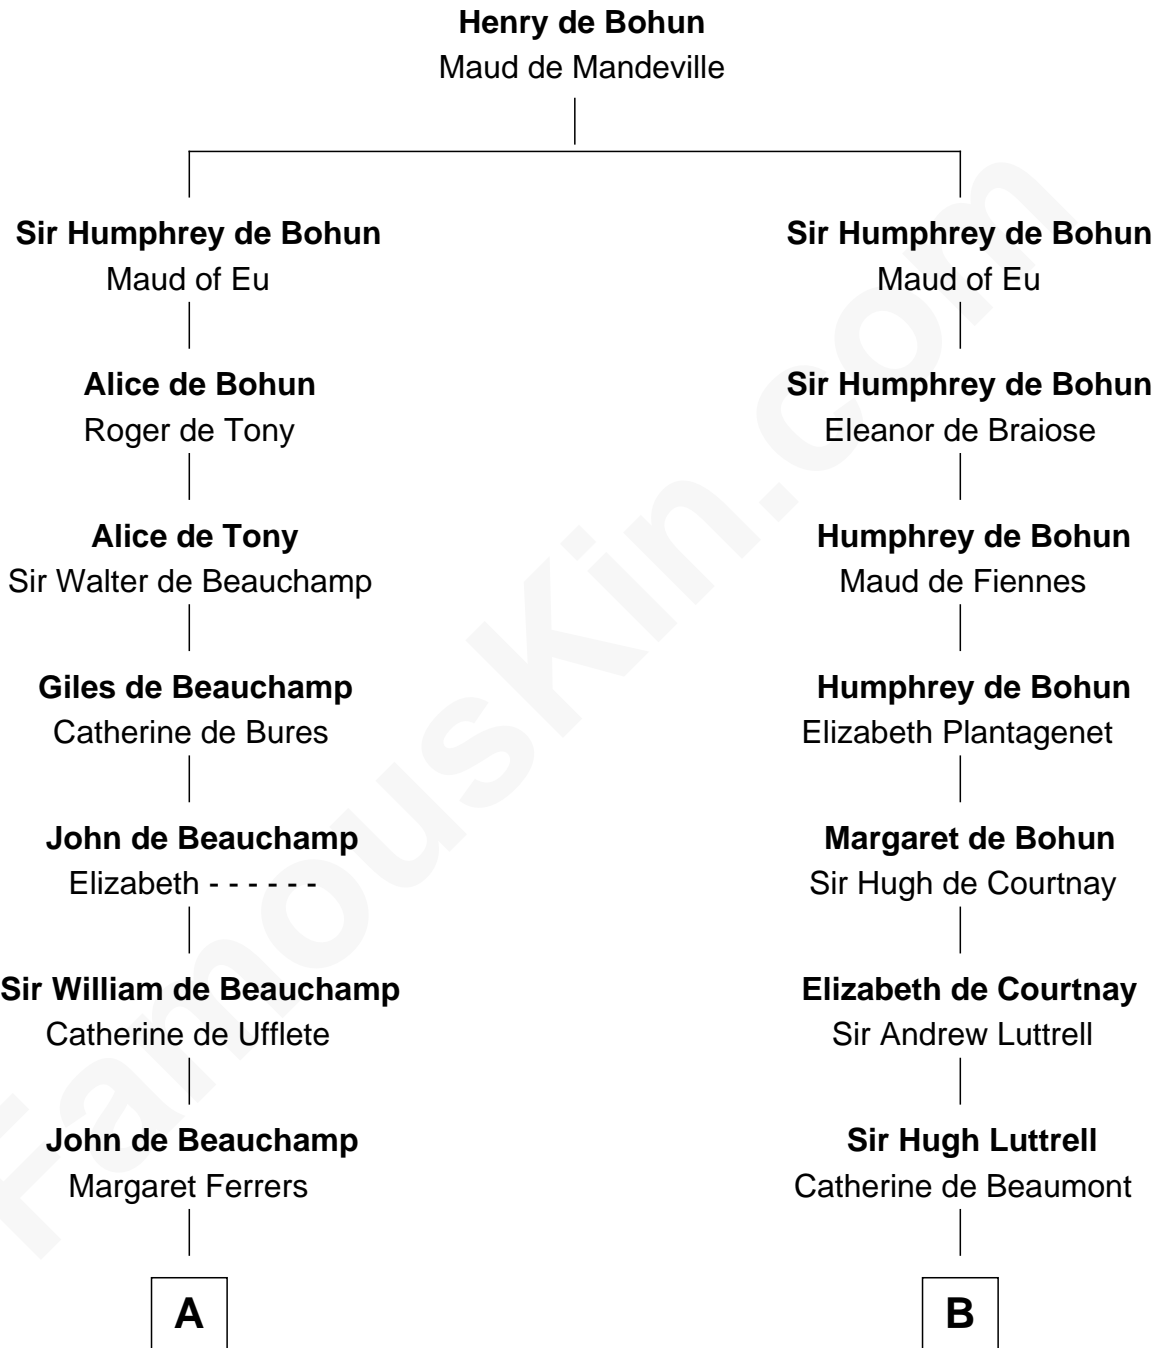 Henry de Bohun
Maud de Mandeville
Sir Humphrey de Bohun
Maud of Eu
Alice de Bohun
Roger de Tony
Alice de Tony
Sir Walter de Beauchamp
Giles de Beauchamp
Catherine de Bures
John de Beauchamp
Elizabeth - - - - - -
Sir William de Beauchamp
Catherine de Ufflete
John de Beauchamp
Margaret Ferrers
A
Sir Humphrey de Bohun
Maud of Eu
Sir Humphrey de Bohun
Eleanor de Braiose
Humphrey de Bohun
Maud de Fiennes
Humphrey de Bohun
Elizabeth Plantagenet
Margaret de Bohun
Sir Hugh de Courtnay
Elizabeth de Courtnay
Sir Andrew Luttrell
Sir Hugh Luttrell
Catherine de Beaumont
B
FamousKin.com